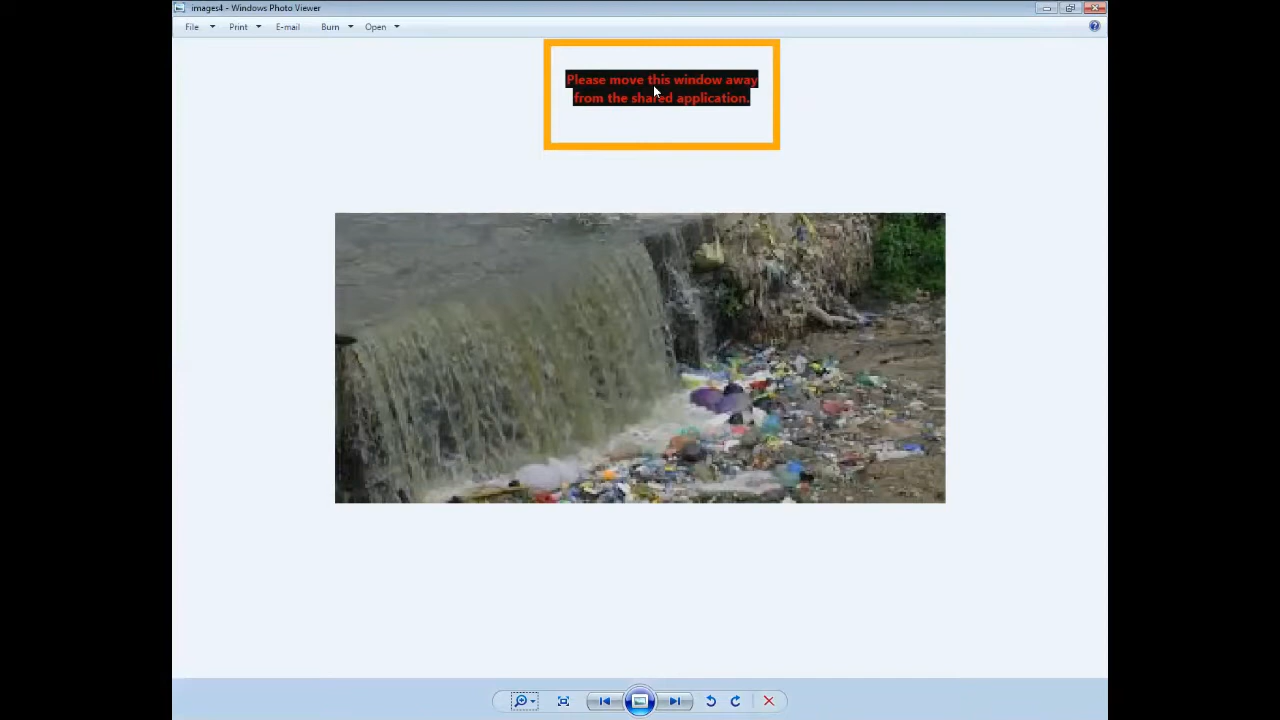 images4 - Windows Photo Viewer
File Print E-mail Burn Open
Please move this window away
from the shared application.